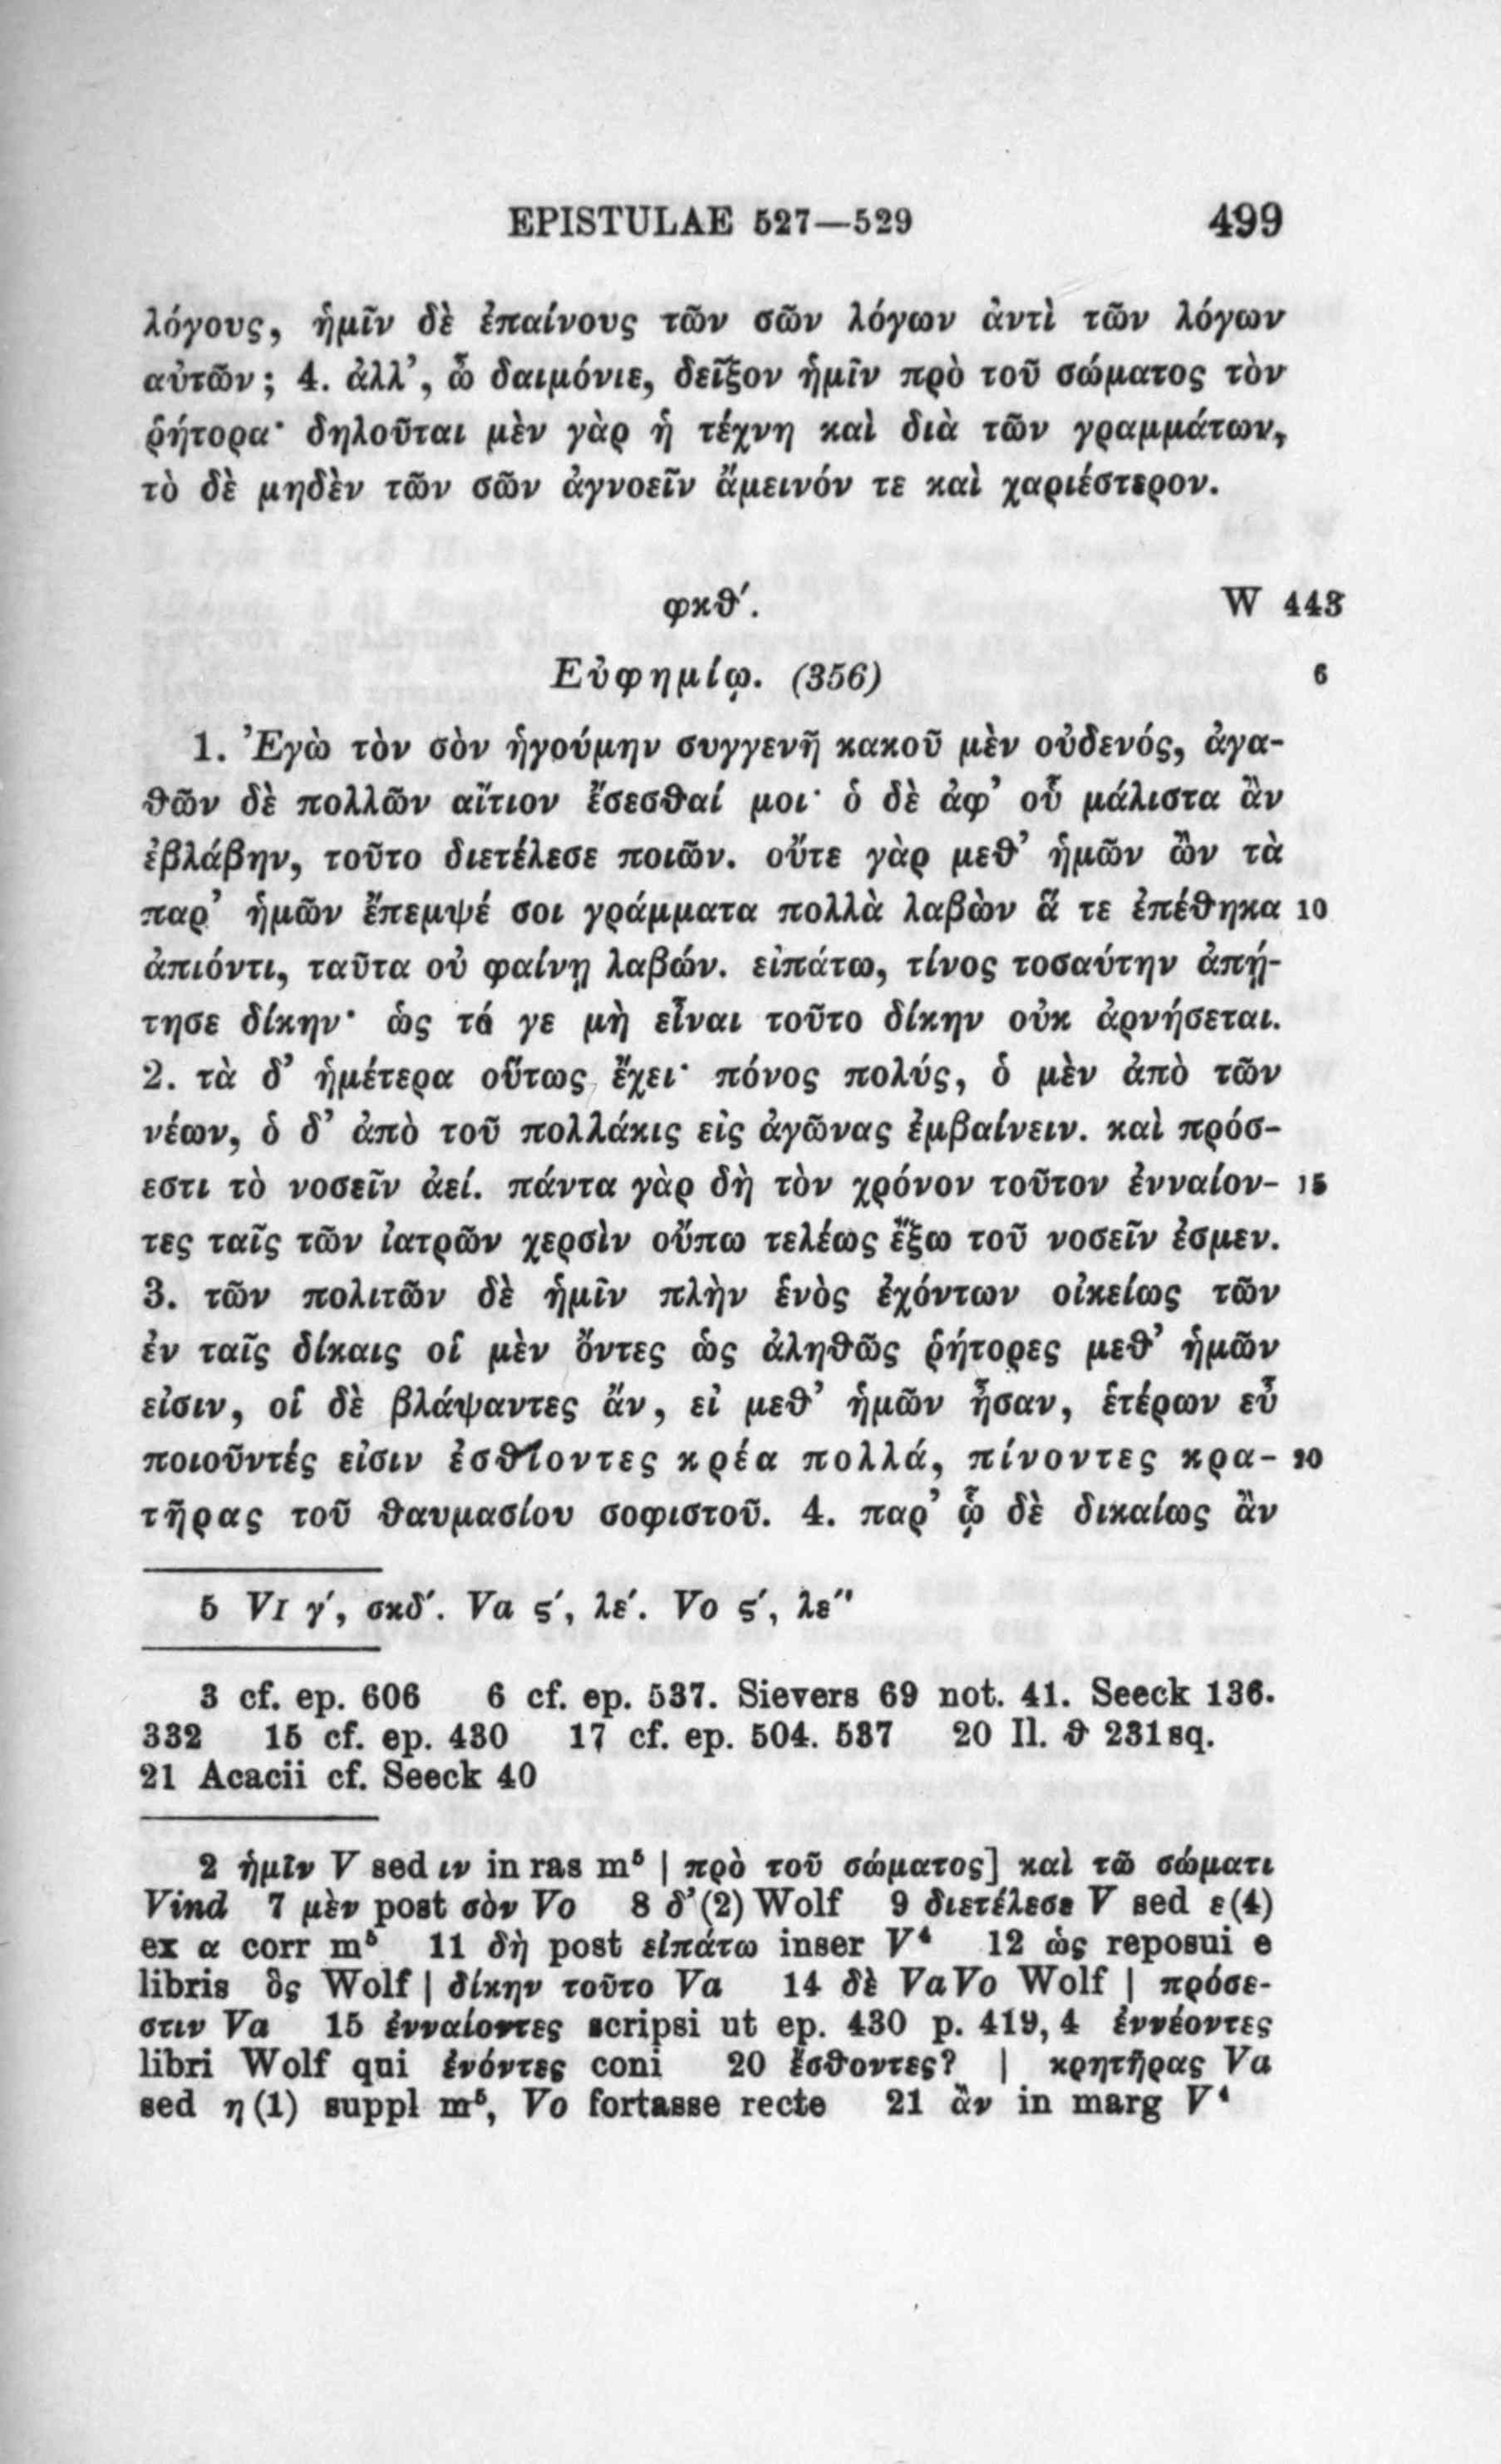 EPISTULAE 527—529 499
λόγους, ἡμῖν δὲ ἐπαίνους τῶν σῶν λόγων ἀντὶ τῶν λόγων
αὐτῶν; 4. ἀλλ’, ὦ δαιμόνιε, δεῖξον ἡμῖν πρὸ τοῦ σώματος τὸν
ῥήτορα· δηλοῦται μὲν γὰρ ἡ τέχνη καὶ διὰ τῶν γραμμάτων,
τὸ δὲ μηδὲν τῶν σῶν ἀγνοεῖν ἄμεινόν τε καὶ χαριέστερον.
φκθ′. W 443
Εὐφημίῳ. (356) 6
1. Ἐγὼ τὸν σὸν ἡγούμην συγγενῆ κακοῦ μὲν οὐδενός, ἀγα-
θῶν δὲ πολλῶν αἴτιον ἔσεσθαί μοι· ὁ δὲ ἀφ’ οὗ μάλιστα ἂν
ἐβλάβην, τοῦτο διετέλεσε ποιῶν. οὔτε γὰρ μεθ’ ἡμῶν ὢν τὰ
παρ’ ἡμῶν ἔπεμψέ σοι γράμματα πολλὰ λαβὼν ἅ τε ἐπέθηκα 10
ἀπιόντι, ταῦτα οὐ φαίνῃ λαβών. εἰπάτω, τίνος τοσαύτην ἀπῄ-
τησε δίκην· ὡς τό γε μὴ εἶναι τοῦτο δίκην οὐκ ἀρνήσεται.
2. τὰ δ’ ἡμέτερα οὕτως ἔχει· πόνος πολύς, ὁ μὲν ἀπὸ τῶν
νέων, ὁ δ’ ἀπὸ τοῦ πολλάκις εἰς ἀγῶνας ἐμβαίνειν. καὶ πρόσ-
εστι τὸ νοσεῖν ἀεί. πάντα γὰρ δὴ τὸν χρόνον τοῦτον ἐνναίον- 15
τες ταῖς τῶν ἰατρῶν χερσὶν οὔπω τελέως ἔξω τοῦ νοσεῖν ἐσμεν.
3. τῶν πολιτῶν δὲ ἡμῖν πλὴν ἑνὸς ἐχόντων οἰκείως τῶν
ἐν ταῖς δίκαις οἱ μὲν ὄντες ὡς ἀληθῶς ῥήτορες μεθ’ ἡμῶν
εἰσιν, οἱ δὲ βλάψαντες ἄν, εἰ μεθ’ ἡμῶν ἦσαν, ἑτέρων εὖ
ποιοῦντές εἰσιν ἐσθίοντες κρέα πολλά, πίνοντες κρα- 20
τῆρας τοῦ θαυμασίου σοφιστοῦ. 4. παρ’ ᾧ δὲ δικαίως ἂν
5 VI γ′, σκδ′. Va ς′, λε′. Vo ς′, λε″
3 cf. ep. 606 6 cf. ep. 537. Sievers 69 not. 41. Seeck 136.
332 15 cf. ep. 430 17 cf. ep. 504. 537 20 Il. θ 231 sq.
21 Acacii cf. Seeck 40
2 ἡμῖν V sed ιν in ras m⁵ | πρὸ τοῦ σώματος] καὶ τῶ σώματι
Vind 7 μὲν post σὸν Vo 8 δ’ (2) Wolf 9 διετέλεσε V sed ε (4)
ex α corr m⁵ 11 δὴ post εἰπάτω inser V⁴ 12 ὡς reposui e
libris ὃς Wolf | δίκην τοῦτο Va 14 δὲ Va Vo Wolf | πρόσε-
στιν Va 15 ἐνναίοντες scripsi ut ep. 430 p. 419, 4 ἐννέοντες
libri Wolf qui ἐνόντες coni 20 ἔσθοντες? | κρητῆρας Va
sed η (1) suppl m⁵, Vo fortasse recte 21 ἂν in marg V⁴